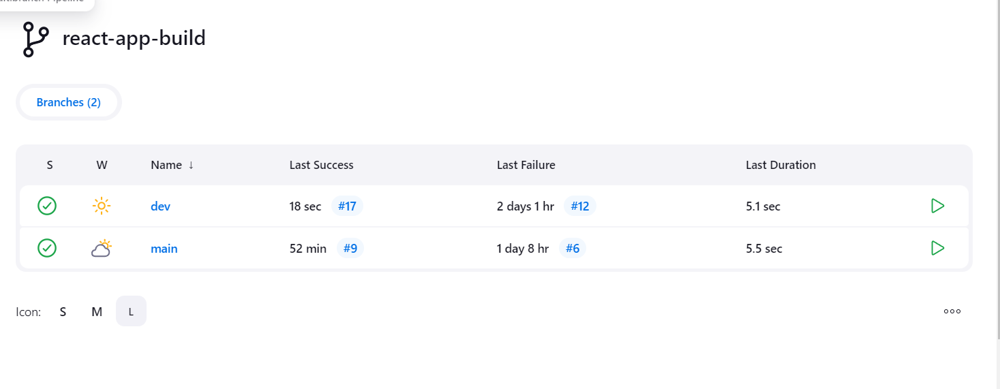 Pipeline
react-app-build
Branches (2)
S W Name ↓ Last Success Last Failure Last Duration
dev 18 sec #17 2 days 1 hr #12 5.1 sec
main 52 min #9 1 day 8 hr #6 5.5 sec
Icon: S M L